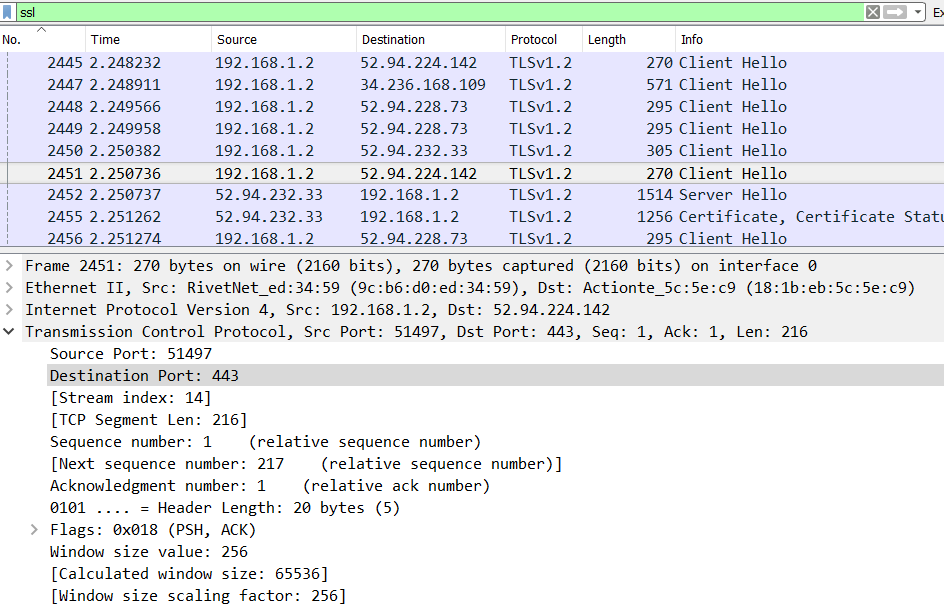 ssl
Ex
No. Time Source Destination Protocol Length Info
2445 2.248232 192.168.1.2 52.94.224.142 TLSv1.2 270 Client Hello
2447 2.248911 192.168.1.2 34.236.168.109 TLSv1.2 571 Client Hello
2448 2.249566 192.168.1.2 52.94.228.73 TLSv1.2 295 Client Hello
2449 2.249958 192.168.1.2 52.94.228.73 TLSv1.2 295 Client Hello
2450 2.250382 192.168.1.2 52.94.232.33 TLSv1.2 305 Client Hello
2451 2.250736 192.168.1.2 52.94.224.142 TLSv1.2 270 Client Hello
2452 2.250737 52.94.232.33 192.168.1.2 TLSv1.2 1514 Server Hello
2455 2.251262 52.94.232.33 192.168.1.2 TLSv1.2 1256 Certificate, Certificate Statu
2456 2.251274 192.168.1.2 52.94.228.73 TLSv1.2 295 Client Hello
Frame 2451: 270 bytes on wire (2160 bits), 270 bytes captured (2160 bits) on interface 0
Ethernet II, Src: RivetNet_ed:34:59 (9c:b6:d0:ed:34:59), Dst: Actionte_5c:5e:c9 (18:1b:eb:5c:5e:c9)
Internet Protocol Version 4, Src: 192.168.1.2, Dst: 52.94.224.142
Transmission Control Protocol, Src Port: 51497, Dst Port: 443, Seq: 1, Ack: 1, Len: 216
Source Port: 51497
Destination Port: 443
[Stream index: 14]
[TCP Segment Len: 216]
Sequence number: 1 (relative sequence number)
[Next sequence number: 217 (relative sequence number)]
Acknowledgment number: 1 (relative ack number)
0101 .... = Header Length: 20 bytes (5)
Flags: 0x018 (PSH, ACK)
Window size value: 256
[Calculated window size: 65536]
[Window size scaling factor: 256]